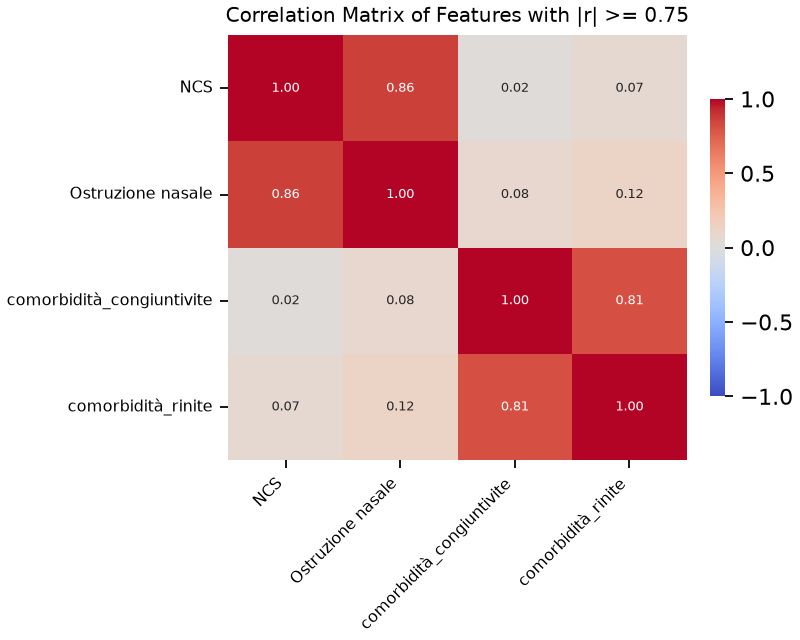 Correlation Matrix of Features with |r| >= 0.75
NCS
1.00 0.86 0.02 0.07
Ostruzione nasale
0.86 1.00 0.08 0.12
comorbidità_congiuntivite
0.02 0.08 1.00 0.81
comorbidità_rinite
0.07 0.12 0.81 1.00
NCS
Ostruzione nasale
comorbidità_congiuntivite
comorbidità_rinite
1.0
0.5
0.0
−0.5
−1.0